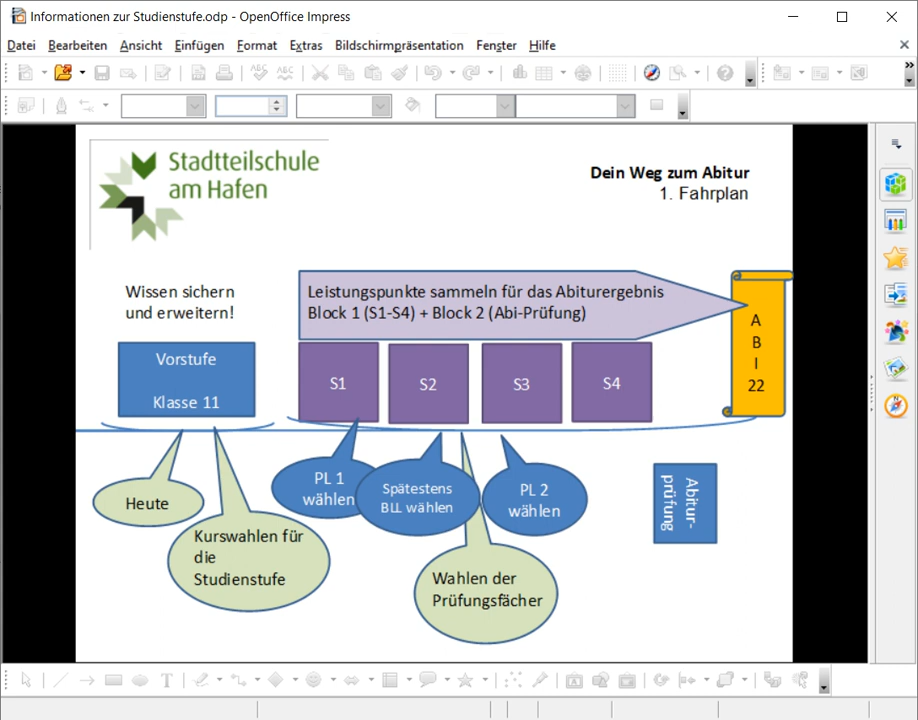 Informationen zur Studienstufe.odp - OpenOffice Impress
Datei Bearbeiten Ansicht Einfügen Format Extras Bildschirmpräsentation Fenster Hilfe
Stadtteilschule
am Hafen
Dein Weg zum Abitur
1. Fahrplan
Wissen sichern
und erweitern!
Leistungspunkte sammeln für das Abiturergebnis
Block 1 (S1-S4) + Block 2 (Abi-Prüfung)
A
B
I
22
Vorstufe
Klasse 11
S1
S2
S3
S4
Heute
Kurswahlen für
die
Studienstufe
PL 1
wählen
Spätestens
BLL wählen
PL 2
wählen
Wahlen der
Prüfungsfächer
Abitur-
prüfung